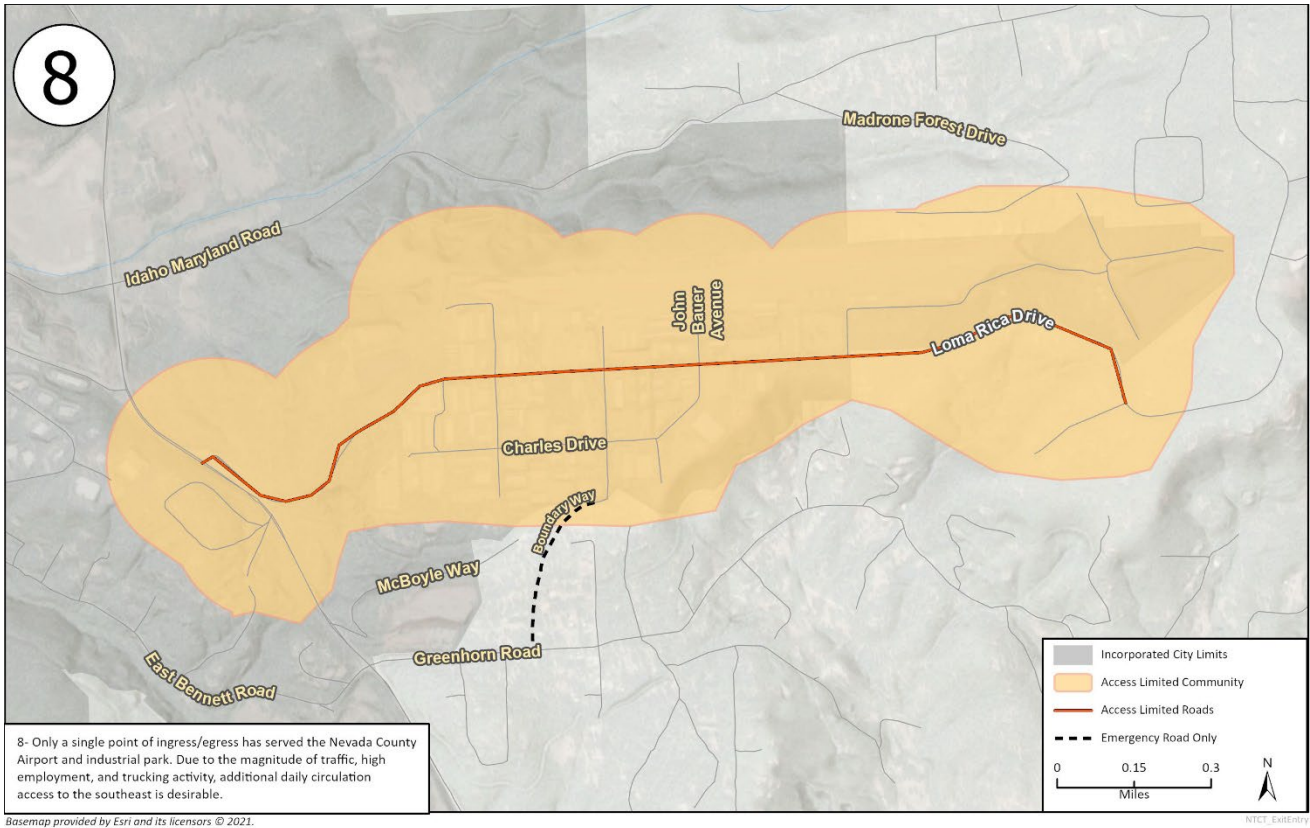 8
Madrone Forest Drive
Idaho Maryland Road
John
Bauer
Avenue
Loma Rica Drive
Charles Drive
Boundary Way
McBoyle Way
Greenhorn Road
East Bennett Road
Incorporated City Limits
Access Limited Community
Access Limited Roads
Emergency Road Only
0 0.15 0.3
Miles
N
8- Only a single point of ingress/egress has served the Nevada County
Airport and industrial park. Due to the magnitude of traffic, high
employment, and trucking activity, additional daily circulation
access to the southeast is desirable.
Basemap provided by Esri and its licensors © 2021.
NTCT_ExitEntry